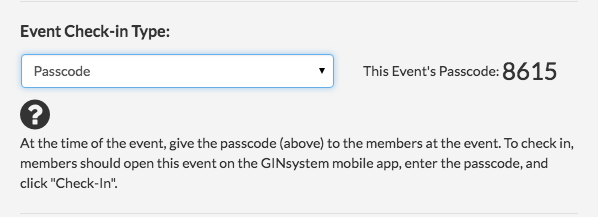 Event Check-in Type:
Passcode
This Event's Passcode: 8615
?
At the time of the event, give the passcode (above) to the members at the event. To check in,
members should open this event on the GINsystem mobile app, enter the passcode, and
click "Check-In".